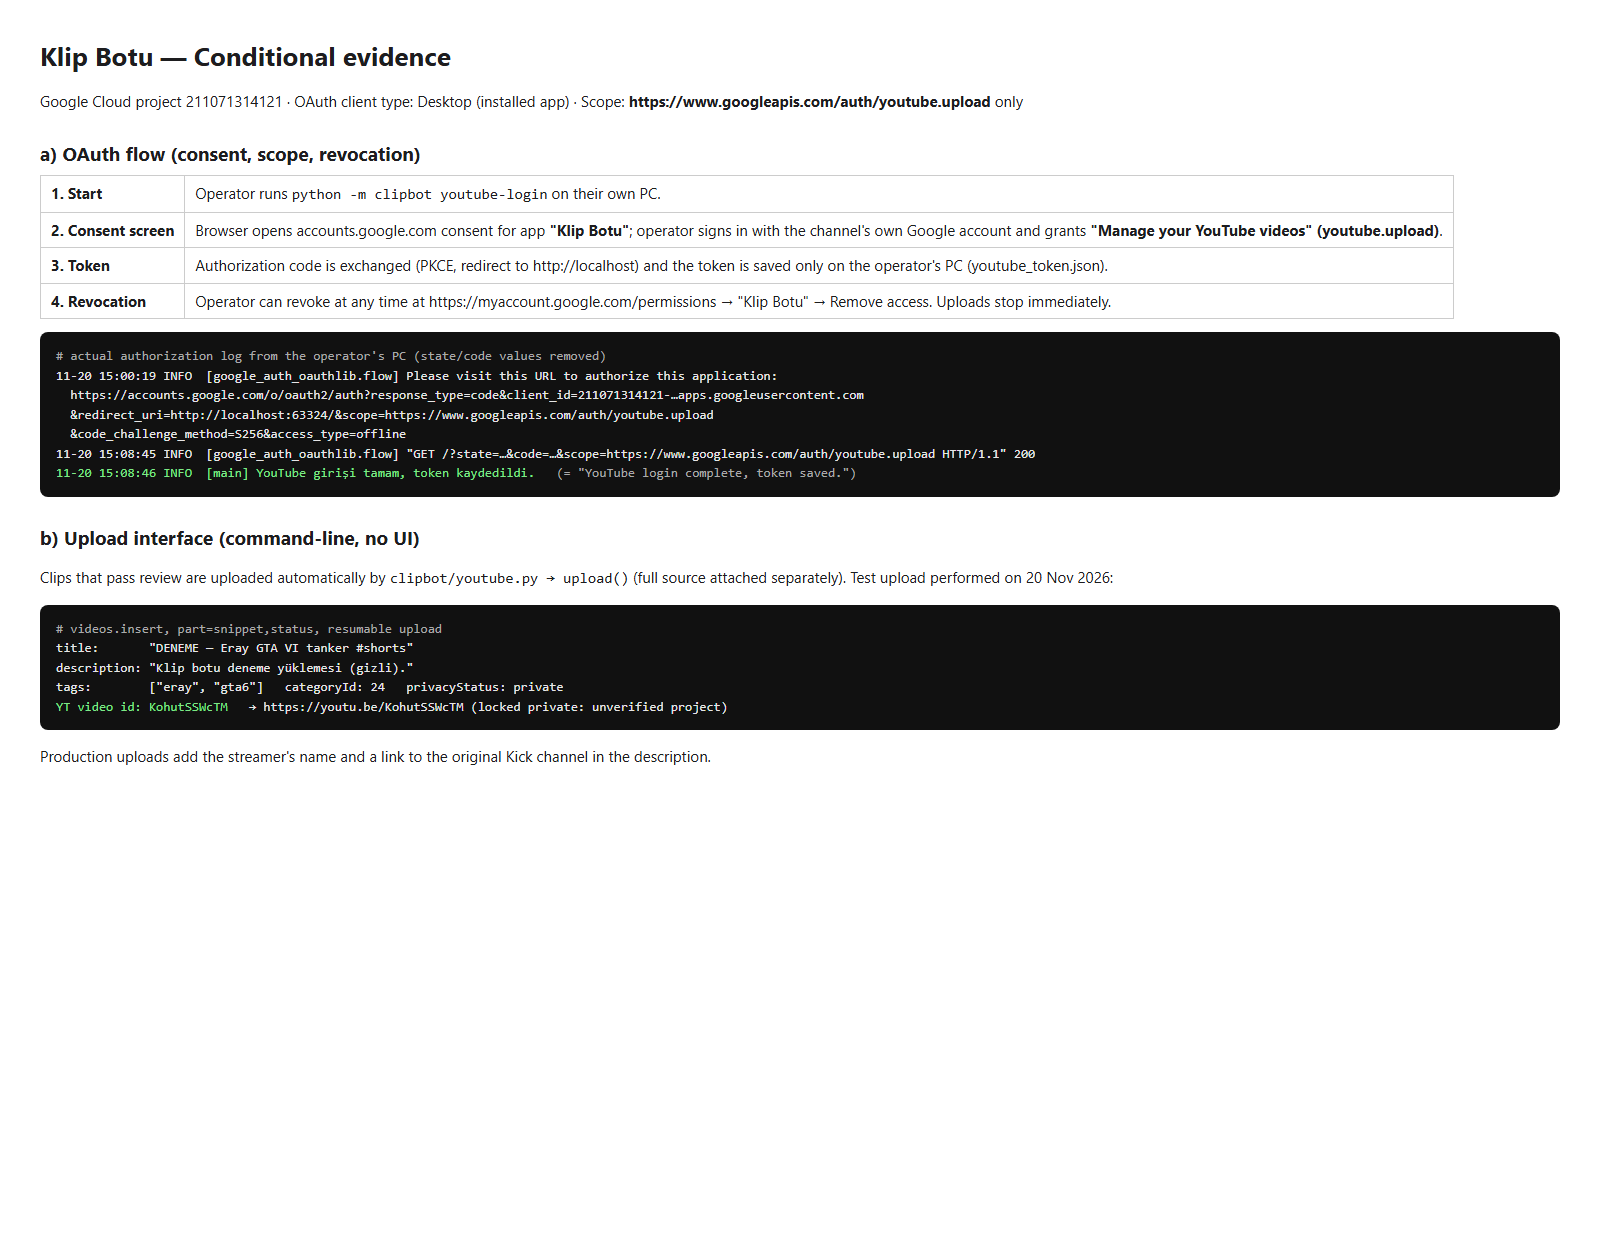 Klip Botu — Conditional evidence
Google Cloud project 211071314121 · OAuth client type: Desktop (installed app) · Scope: https://www.googleapis.com/auth/youtube.upload only
a) OAuth flow (consent, scope, revocation)
1. Start Operator runs python -m clipbot youtube-login on their own PC.
2. Consent screen Browser opens accounts.google.com consent for app "Klip Botu"; operator signs in with the channel's own Google account and grants "Manage your YouTube videos" (youtube.upload).
3. Token Authorization code is exchanged (PKCE, redirect to http://localhost) and the token is saved only on the operator's PC (youtube_token.json).
4. Revocation Operator can revoke at any time at https://myaccount.google.com/permissions → "Klip Botu" → Remove access. Uploads stop immediately.
# actual authorization log from the operator's PC (state/code values removed)
11-20 15:00:19 INFO [google_auth_oauthlib.flow] Please visit this URL to authorize this application:
https://accounts.google.com/o/oauth2/auth?response_type=code&client_id=211071314121-…apps.googleusercontent.com
&redirect_uri=http://localhost:63324/&scope=https://www.googleapis.com/auth/youtube.upload
&code_challenge_method=S256&access_type=offline
11-20 15:08:45 INFO [google_auth_oauthlib.flow] "GET /?state=…&code=…&scope=https://www.googleapis.com/auth/youtube.upload HTTP/1.1" 200
11-20 15:08:46 INFO [main] YouTube girişi tamam, token kaydedildi. (= "YouTube login complete, token saved.")
b) Upload interface (command-line, no UI)
Clips that pass review are uploaded automatically by clipbot/youtube.py → upload() (full source attached separately). Test upload performed on 20 Nov 2026:
# videos.insert, part=snippet,status, resumable upload
title: "DENEME — Eray GTA VI tanker #shorts"
description: "Klip botu deneme yüklemesi (gizli)."
tags: ["eray", "gta6"] categoryId: 24 privacyStatus: private
YT video id: KohutSSWcTM → https://youtu.be/KohutSSWcTM (locked private: unverified project)
Production uploads add the streamer's name and a link to the original Kick channel in the description.